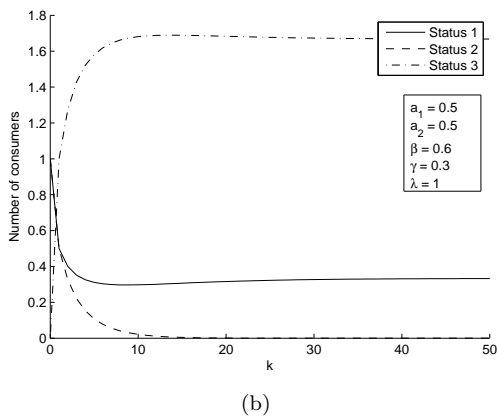 1.8
1.6
1.4
1.2
1
0.8
0.6
0.4
0.2
0
Number of consumers
0 10 20 30 40 50
k
Status 1
Status 2
Status 3
a₁ = 0.5
a₂ = 0.5
β = 0.6
γ = 0.3
λ = 1
(b)